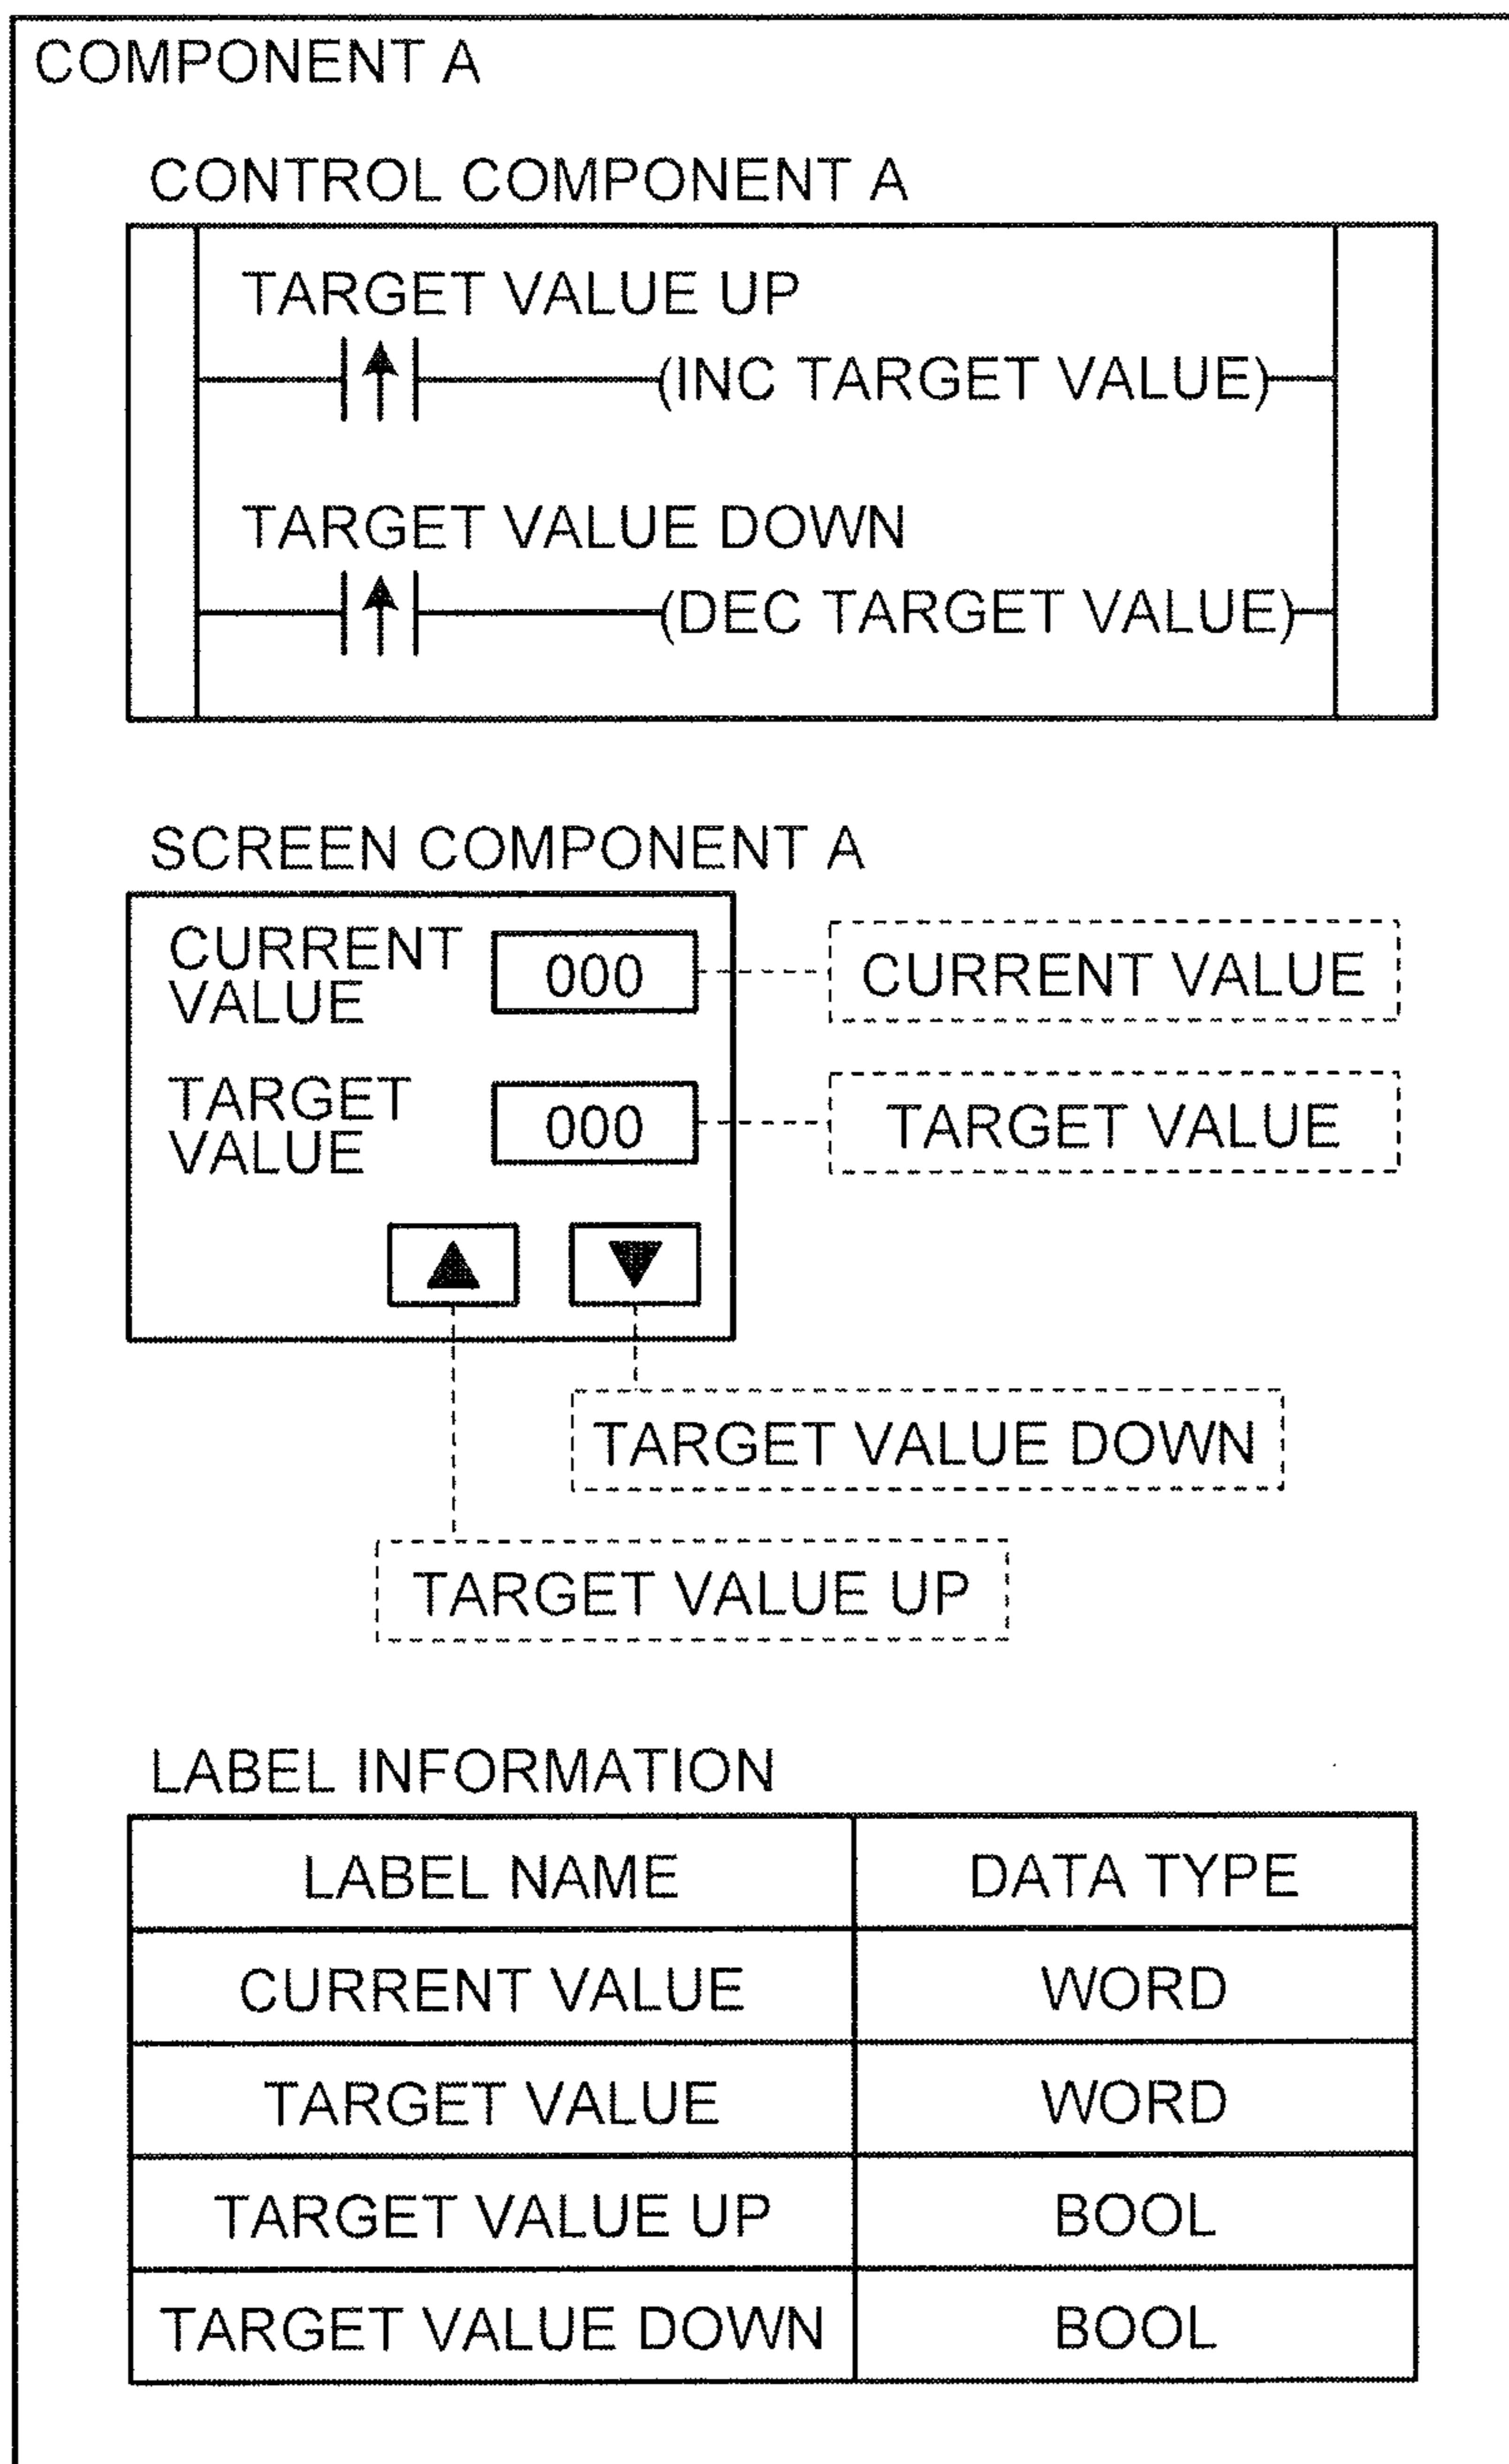 COMPONENT A
CONTROL COMPONENT A
TARGET VALUE UP
(INC TARGET VALUE)
TARGET VALUE DOWN
(DEC TARGET VALUE)
SCREEN COMPONENT A
CURRENT
VALUE
000
CURRENT VALUE
TARGET
VALUE
000
TARGET VALUE
TARGET VALUE DOWN
TARGET VALUE UP
LABEL INFORMATION
LABEL NAME DATA TYPE
CURRENT VALUE WORD
TARGET VALUE WORD
TARGET VALUE UP BOOL
TARGET VALUE DOWN BOOL